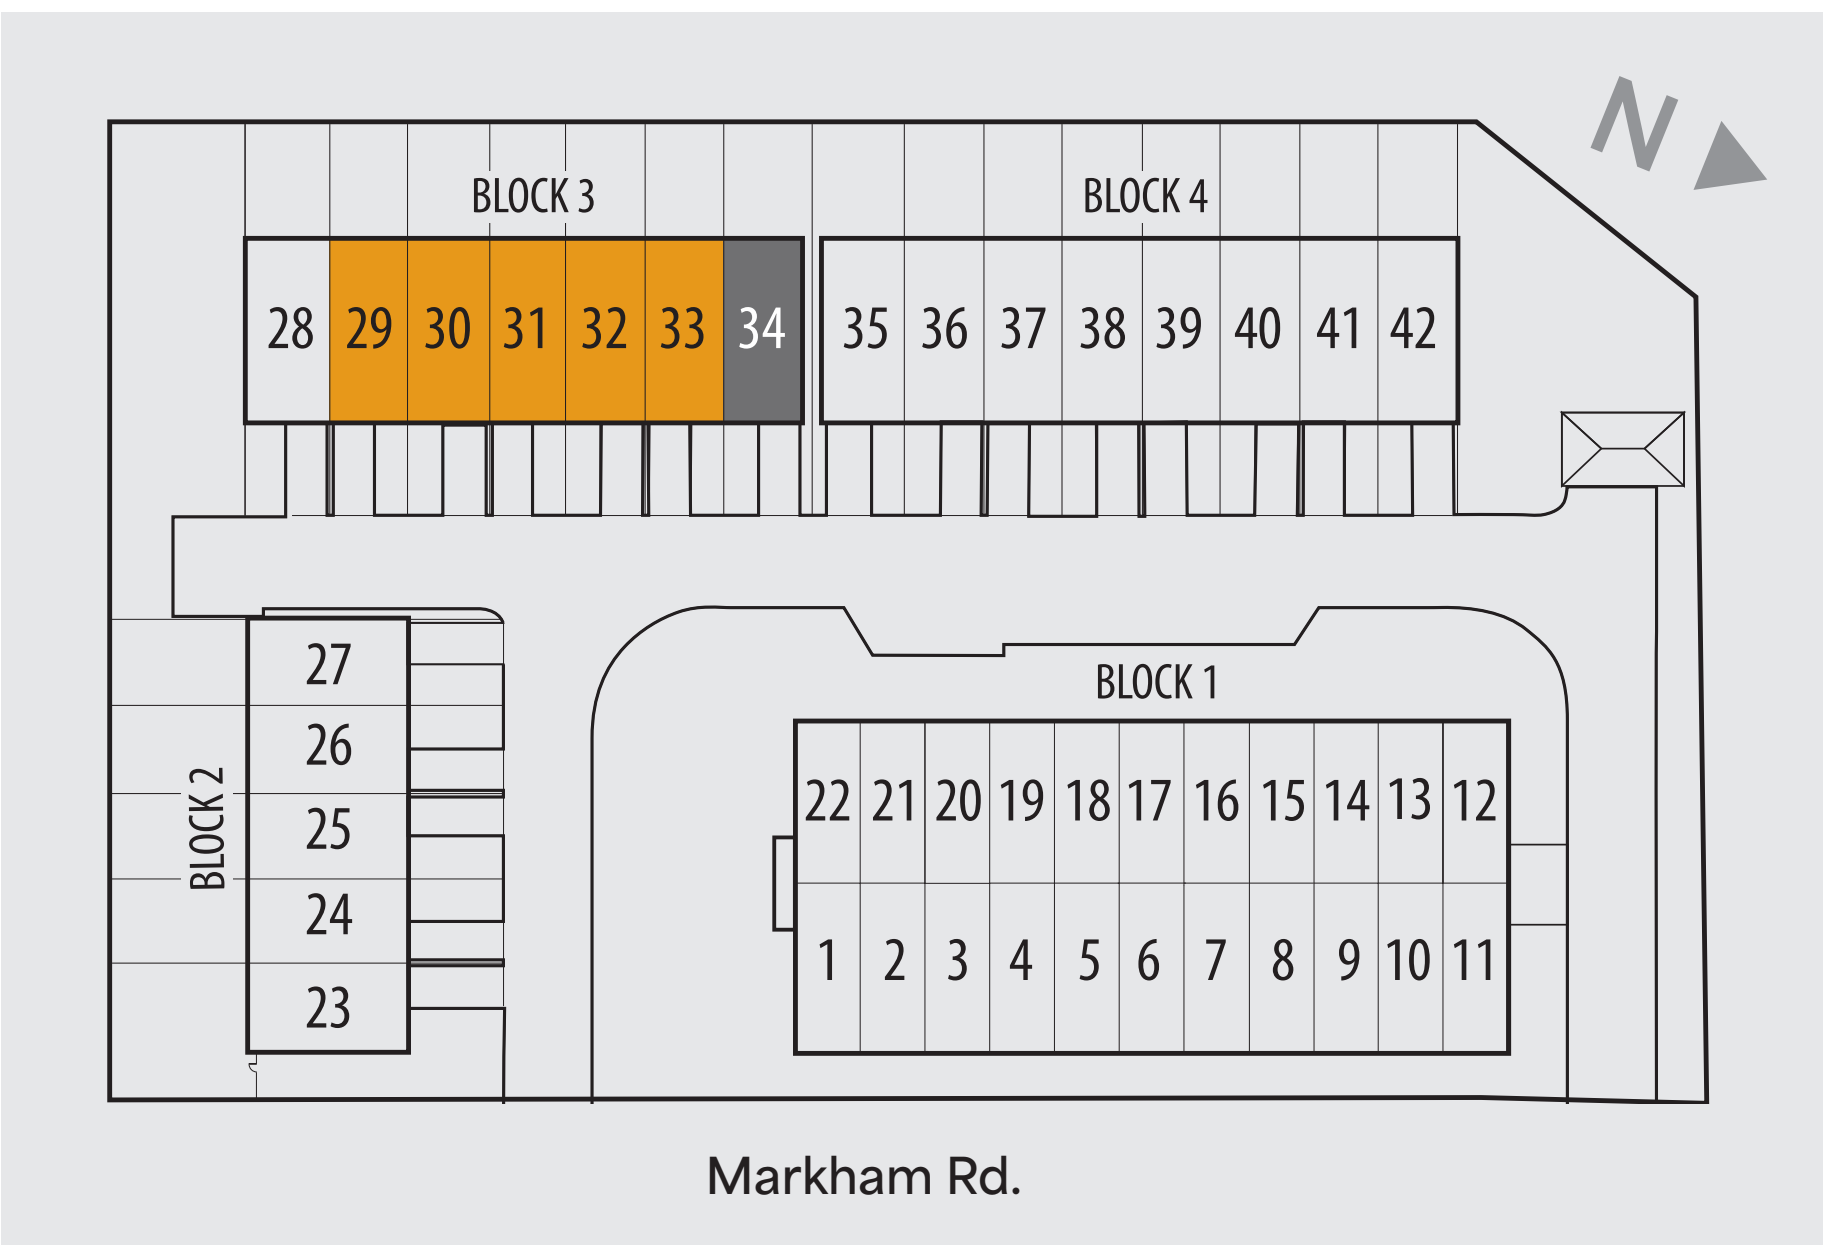 N
BLOCK 3
BLOCK 4
28 29 30 31 32 33 34 35 36 37 38 39 40 41 42
BLOCK 2
27
26
25
24
23
BLOCK 1
22 21 20 19 18 17 16 15 14 13 12
1 2 3 4 5 6 7 8 9 10 11
Markham Rd.